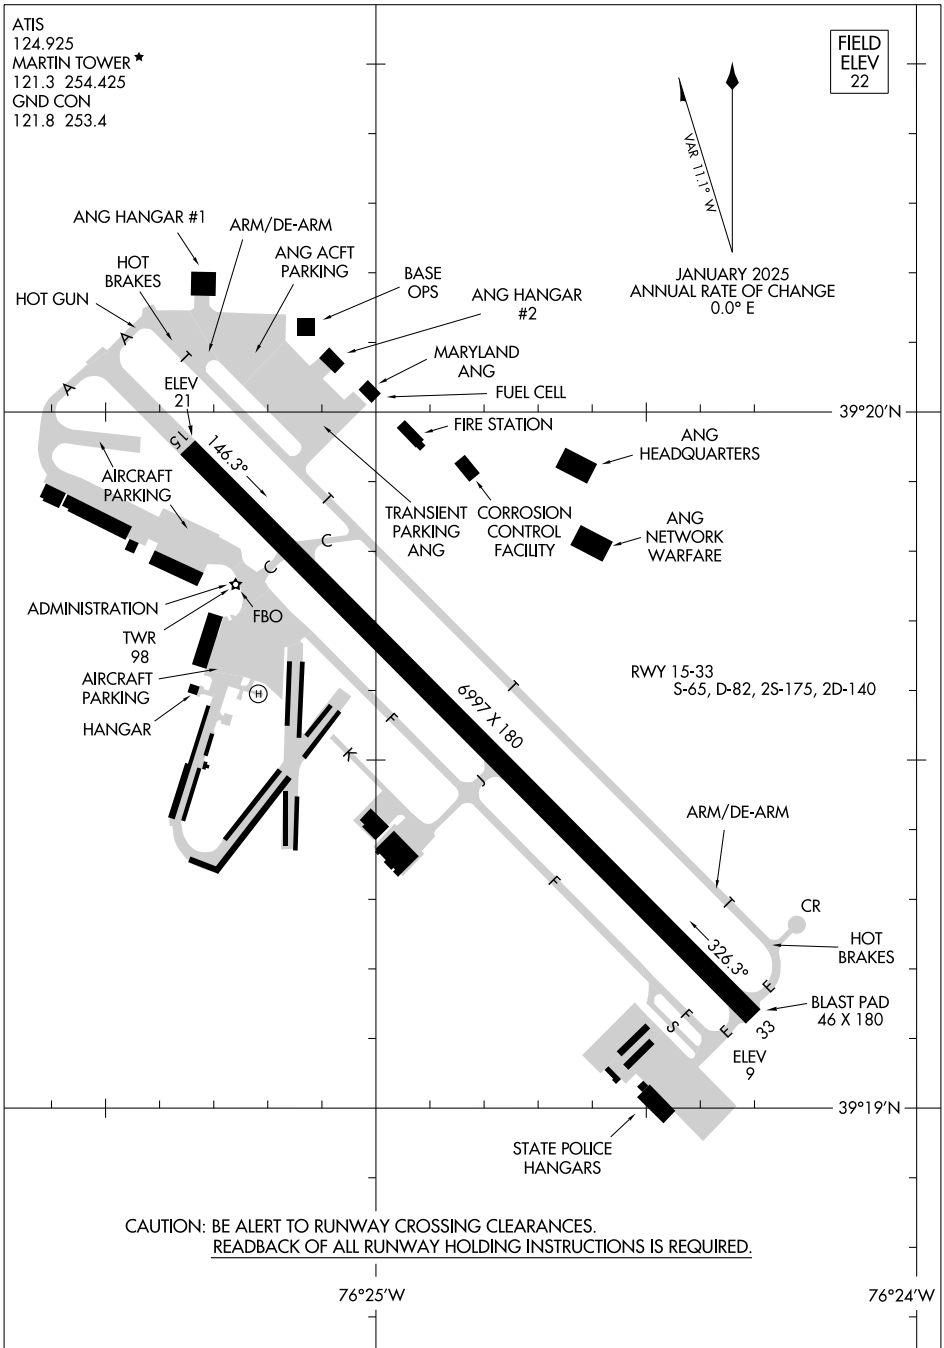 ATIS
124.925
MARTIN TOWER★
121.3 254.425
GND CON
121.8 253.4
FIELD
ELEV
22
VAR 11.1° W
JANUARY 2025
ANNUAL RATE OF CHANGE
0.0° E
ANG HANGAR #1
ARM/DE-ARM
HOT
BRAKES
ANG ACFT
PARKING
HOT GUN
BASE
OPS
ANG HANGAR
#2
MARYLAND
ANG
FUEL CELL
A
A
T
ELEV
21
39°20'N
FIRE STATION
ANG
HEADQUARTERS
15
146.3°
AIRCRAFT
PARKING
T
TRANSIENT
PARKING
ANG
CORROSION
CONTROL
FACILITY
ANG
NETWORK
WARFARE
C
C
ADMINISTRATION
FBO
TWR
98
AIRCRAFT
PARKING
H
HANGAR
RWY 15-33
S-65, D-82, 2S-175, 2D-140
T
6997 X 180
F
K
J
ARM/DE-ARM
F
T
CR
326.3°
HOT
BRAKES
E
BLAST PAD
46 X 180
F
S
E
33
ELEV
9
39°19'N
STATE POLICE
HANGARS
CAUTION: BE ALERT TO RUNWAY CROSSING CLEARANCES.
READBACK OF ALL RUNWAY HOLDING INSTRUCTIONS IS REQUIRED.
76°25'W
76°24'W